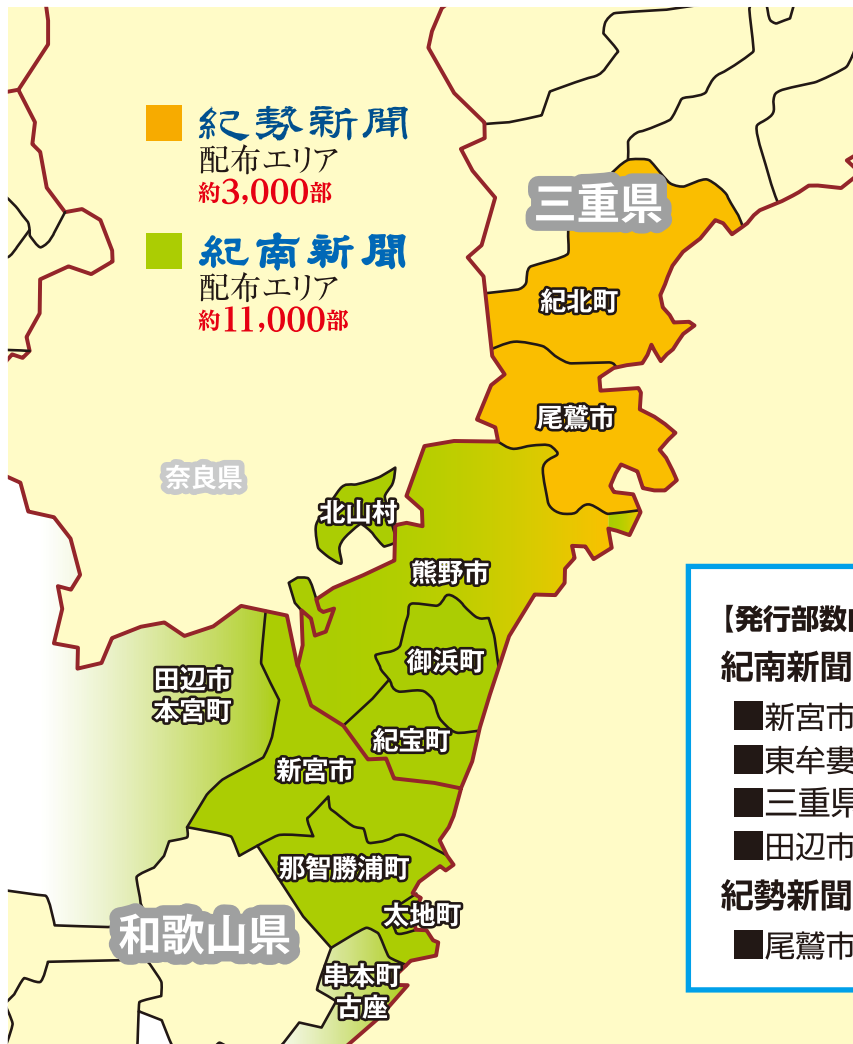 紀勢新聞
配布エリア
約3,000部
紀南新聞
配布エリア
約11,000部
三重県
紀北町
尾鷲市
奈良県
北山村
熊野市
御浜町
田辺市
本宮町
紀宝町
新宮市
那智勝浦町
太地町
和歌山県
串本町
古座
【発行部数
紀南新聞
■新宮市
■東牟婁
■三重県
■田辺市
紀勢新聞
■尾鷲市